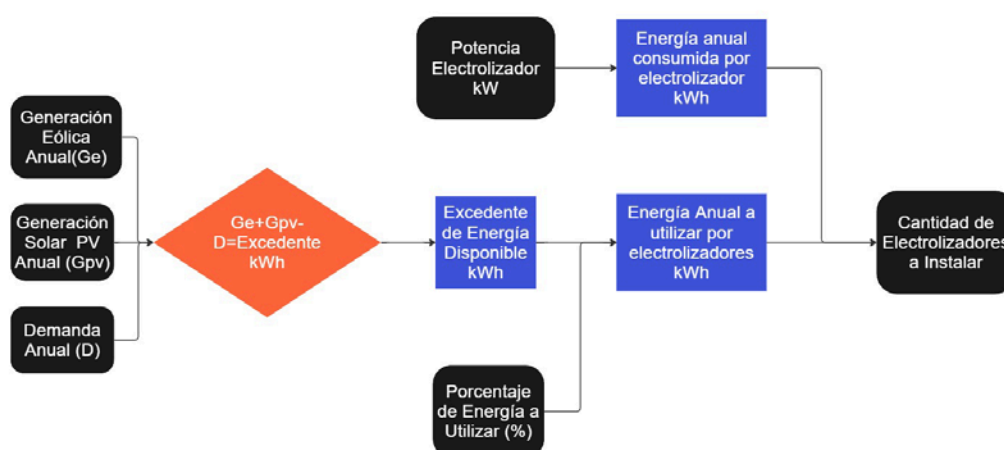 Potencia
Electrolizador
kW
Energía anual
consumida por
electrolizador
kWh
Generación
Eólica
Anual(Ge)
Generación
Solar PV
Anual (Gpv)
Demanda
Anual (D)
Ge+Gpv-
D=Excedente
kWh
Excedente
de Energía
Disponible
kWh
Energía Anual a
utilizar por
electrolizadores
kWh
Cantidad de
Electrolizadores
a Instalar
Porcentaje
de Energía a
Utilizar (%)